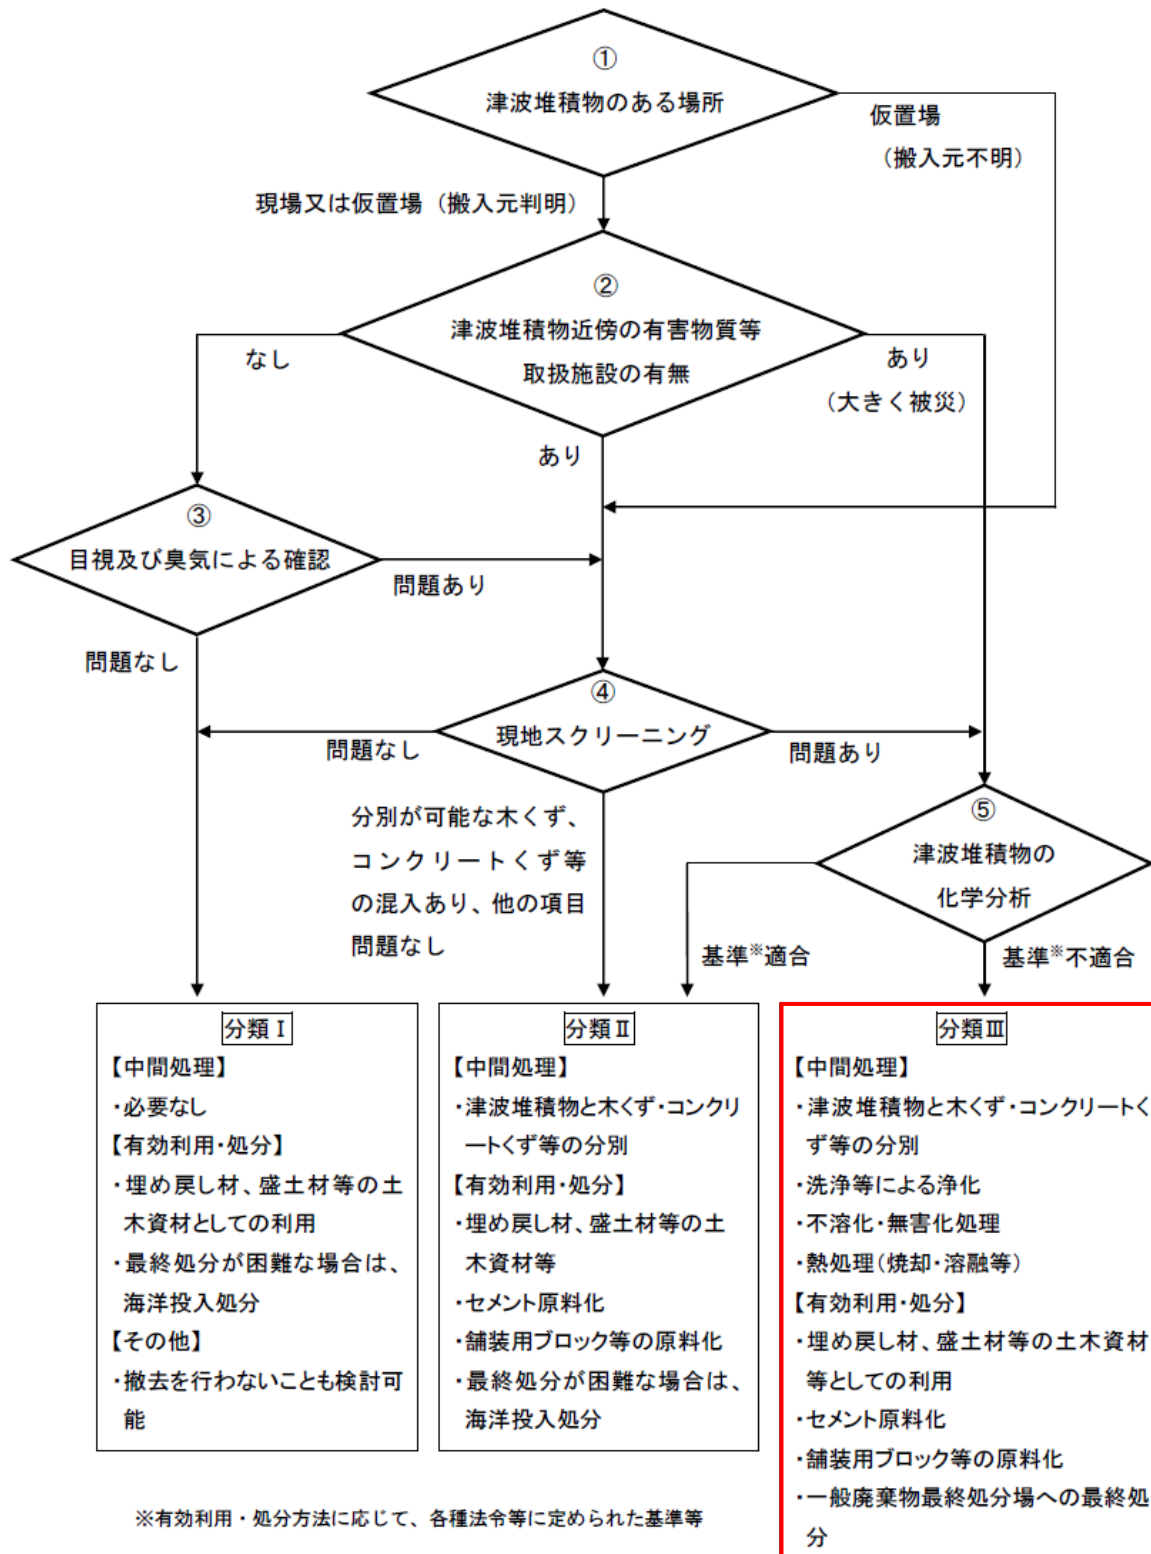 ①
津波堆積物のある場所
仮置場
（搬入元不明）
現場又は仮置場（搬入元判明）
②
津波堆積物近傍の有害物質等
取扱施設の有無
なし
あり
（大きく被災）
あり
③
目視及び臭気による確認
問題あり
問題なし
④
現地スクリーニング
問題なし
問題あり
分別が可能な木くず、
コンクリートくず等
の混入あり、他の項目
問題なし
⑤
津波堆積物の
化学分析
基準※適合
基準※不適合
分類Ⅰ
【中間処理】
・必要なし
【有効利用・処分】
・埋め戻し材、盛土材等の土
木資材としての利用
・最終処分が困難な場合は、
海洋投入処分
【その他】
・撤去を行わないことも検討可
能
分類Ⅱ
【中間処理】
・津波堆積物と木くず・コンクリ
ートくず等の分別
【有効利用・処分】
・埋め戻し材、盛土材等の土
木資材等
・セメント原料化
・舗装用ブロック等の原料化
・最終処分が困難な場合は、
海洋投入処分
分類Ⅲ
【中間処理】
・津波堆積物と木くず・コンクリートく
ず等の分別
・洗浄等による浄化
・不溶化・無害化処理
・熱処理（焼却・溶融等）
【有効利用・処分】
・埋め戻し材、盛土材等の土木資材
等としての利用
・セメント原料化
・舗装用ブロック等の原料化
・一般廃棄物最終処分場への最終処
分
※有効利用・処分方法に応じて、各種法令等に定められた基準等